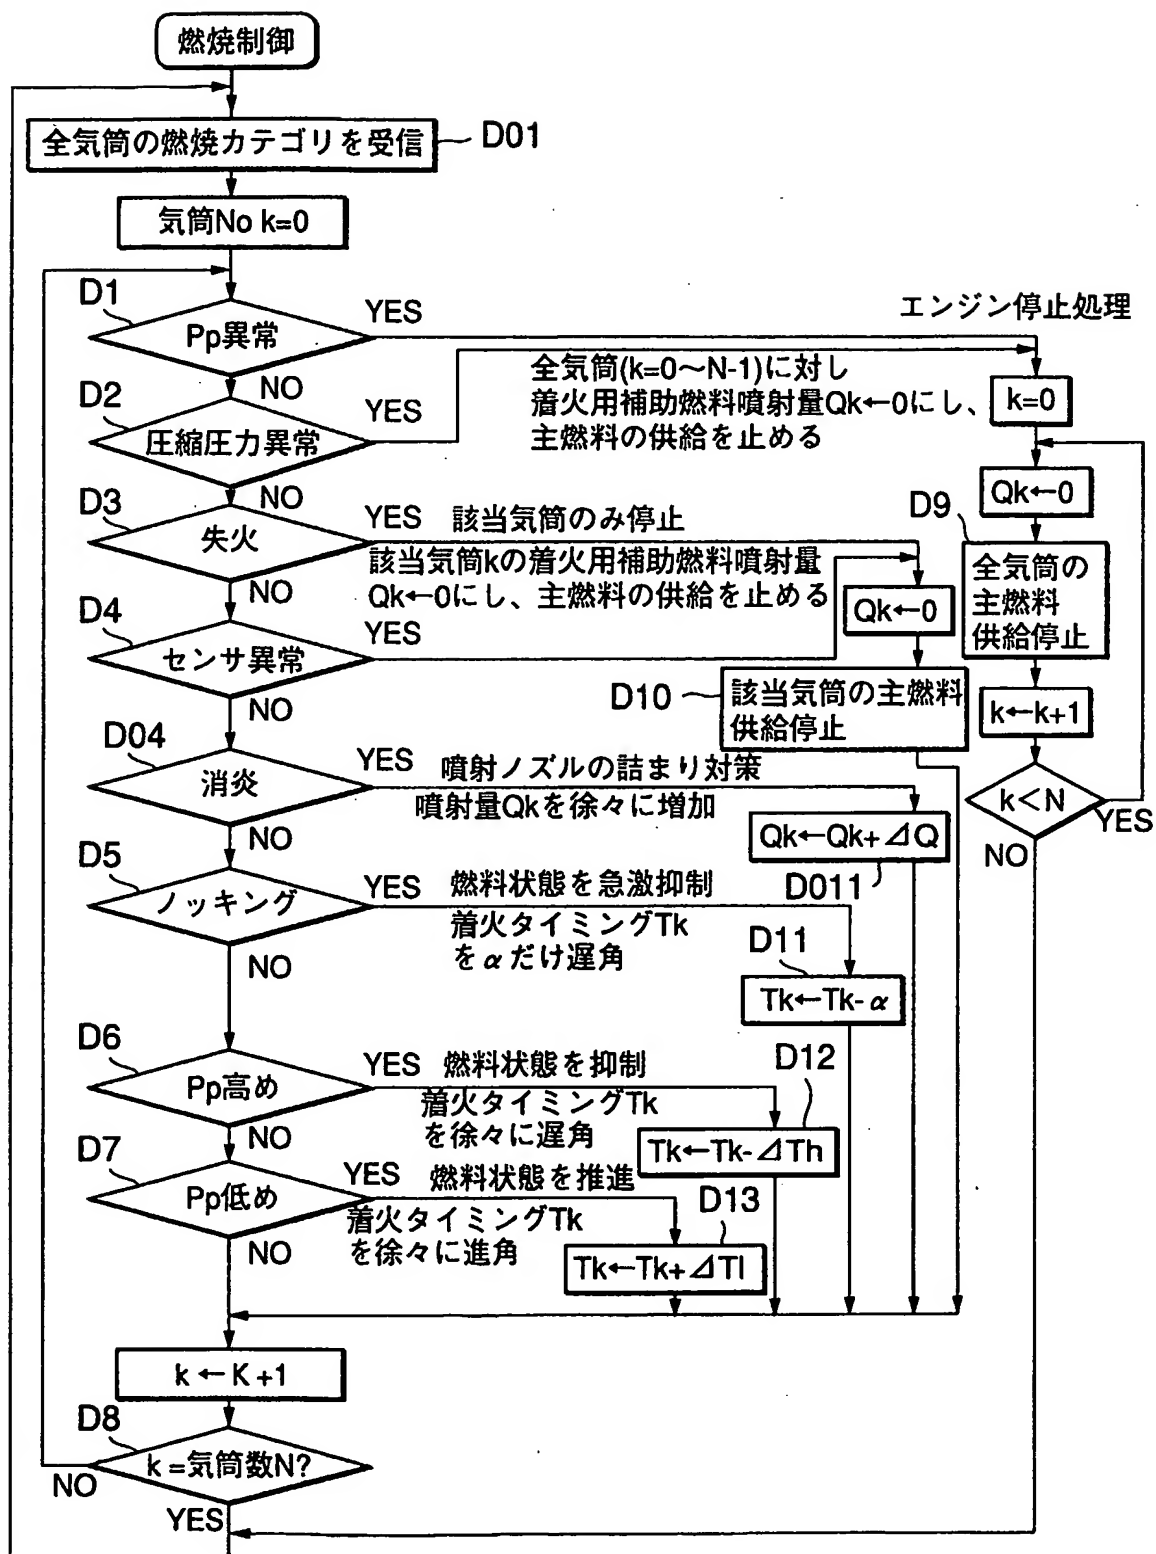 燃焼制御
全気筒の燃焼カテゴリを受信
D01
気筒No k=0
D1
Pp異常
YES
エンジン停止処理
NO
全気筒(k=0〜N-1)に対し
着火用補助燃料噴射量Qk←0にし、
主燃料の供給を止める
k=0
D2
圧縮圧力異常
YES
NO
Qk←0
D9
D3
失火
YES
該当気筒のみ停止
該当気筒kの着火用補助燃料噴射量
Qk←0にし、主燃料の供給を止める
全気筒の
主燃料
供給停止
NO
Qk←0
D4
センサ異常
YES
D10
該当気筒の主燃料
供給停止
k←k+1
NO
D04
消炎
YES
噴射ノズルの詰まり対策
噴射量Qkを徐々に増加
k<N
YES
NO
Qk←Qk+⊿Q
D011
NO
D5
ノッキング
YES
燃料状態を急激抑制
着火タイミングTk
をαだけ遅角
D11
Tk←Tk-α
NO
D6
Pp高め
YES
燃料状態を抑制
着火タイミングTk
を徐々に遅角
D12
Tk←Tk-⊿Th
NO
D7
Pp低め
YES
燃料状態を推進
着火タイミングTk
を徐々に進角
D13
Tk←Tk+⊿Tl
NO
k←K+1
D8
k=気筒数N?
NO
YES